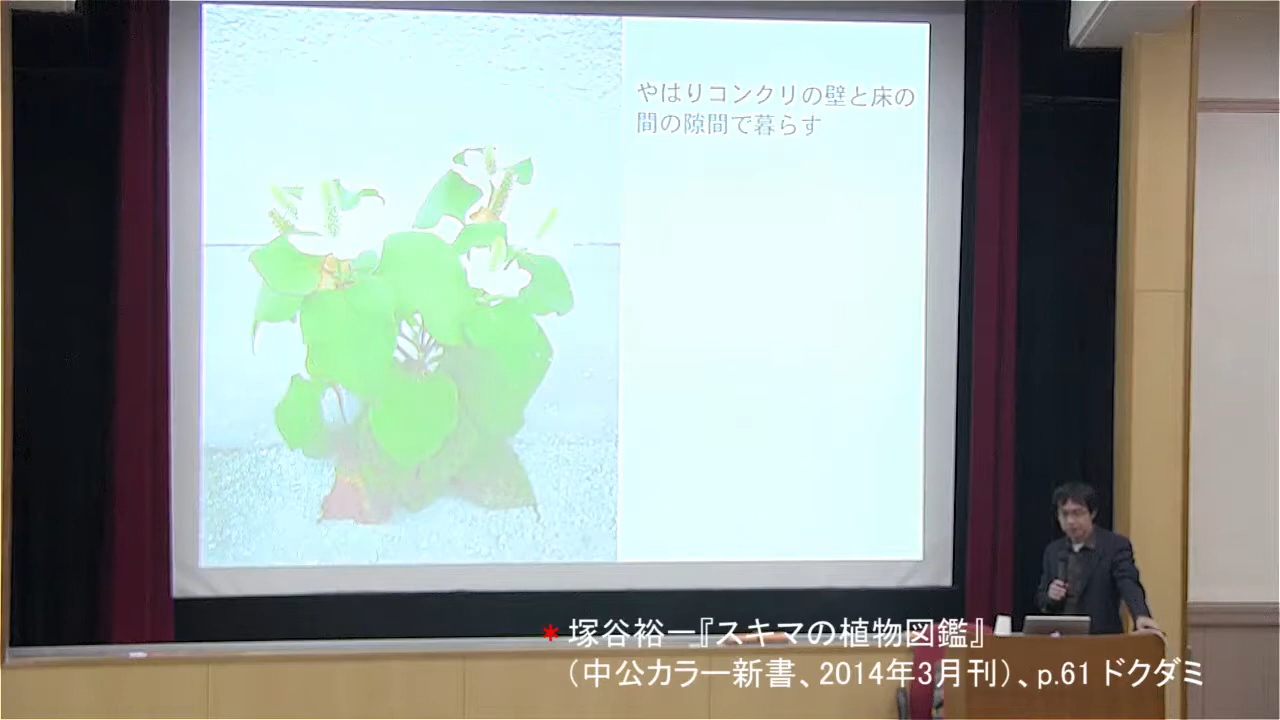 やはりコンクリの壁と床の
間の隙間で暮らす
* 塚谷裕一『スキマの植物図鑑』
(中公カラー新書、2014年3月刊)、p.61 ドクダミ